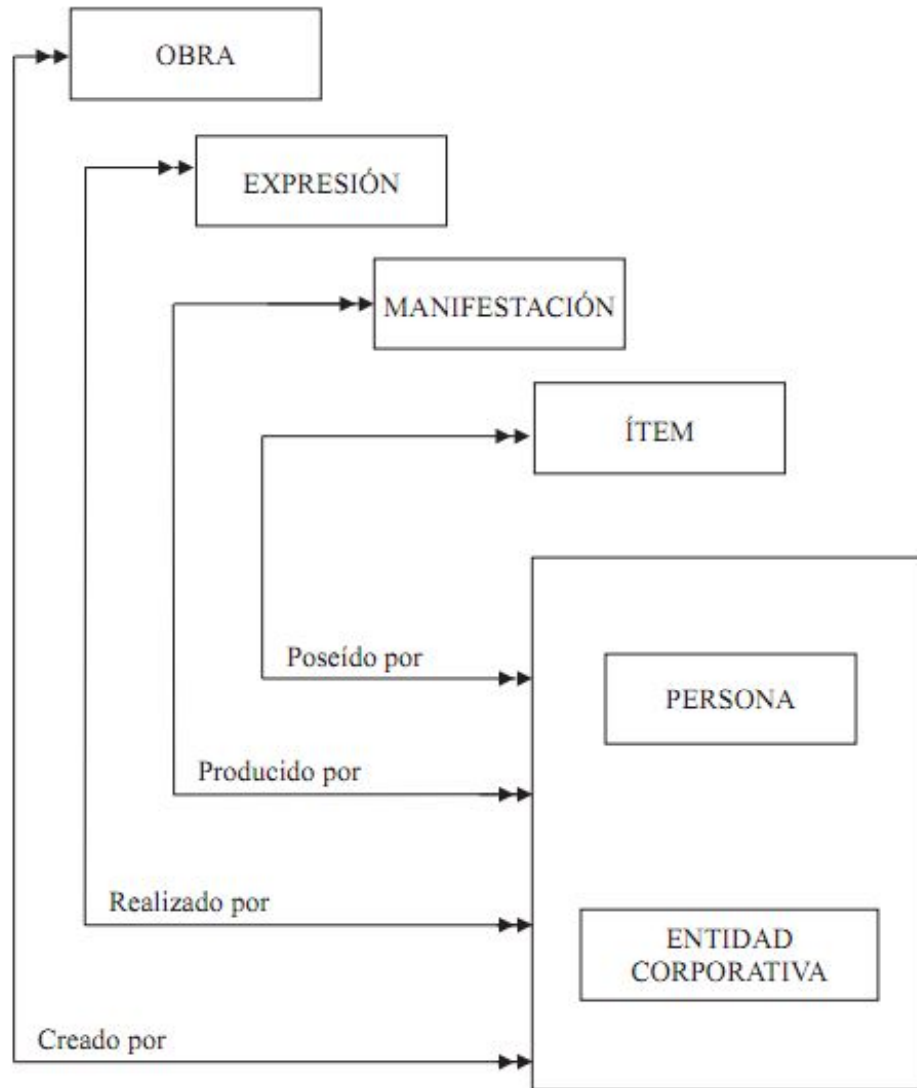 OBRA
EXPRESIÓN
MANIFESTACIÓN
ÍTEM
Poseído por
PERSONA
Producido por
Realizado por
ENTIDAD
CORPORATIVA
Creado por